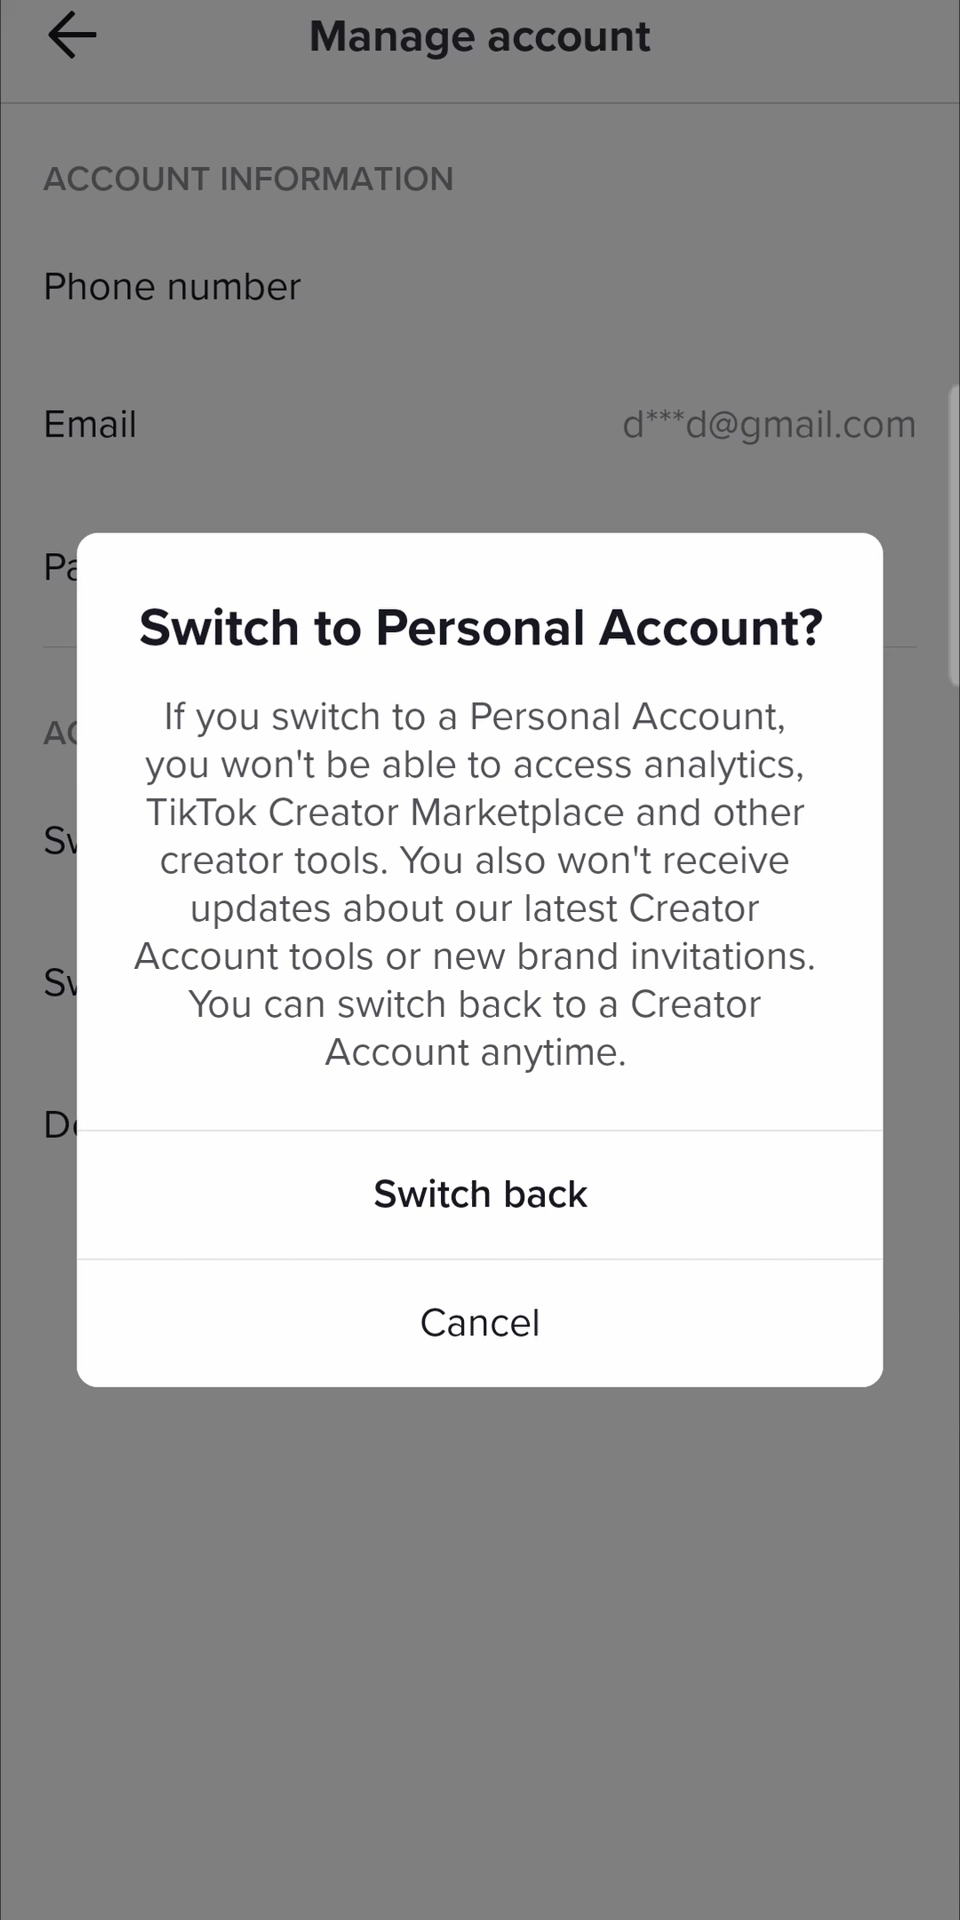 Manage account
ACCOUNT INFORMATION
Phone number
Email d***d@gmail.com
Switch to Personal Account?
If you switch to a Personal Account,
you won't be able to access analytics,
TikTok Creator Marketplace and other
creator tools. You also won't receive
updates about our latest Creator
Account tools or new brand invitations.
You can switch back to a Creator
Account anytime.
Switch back
Cancel